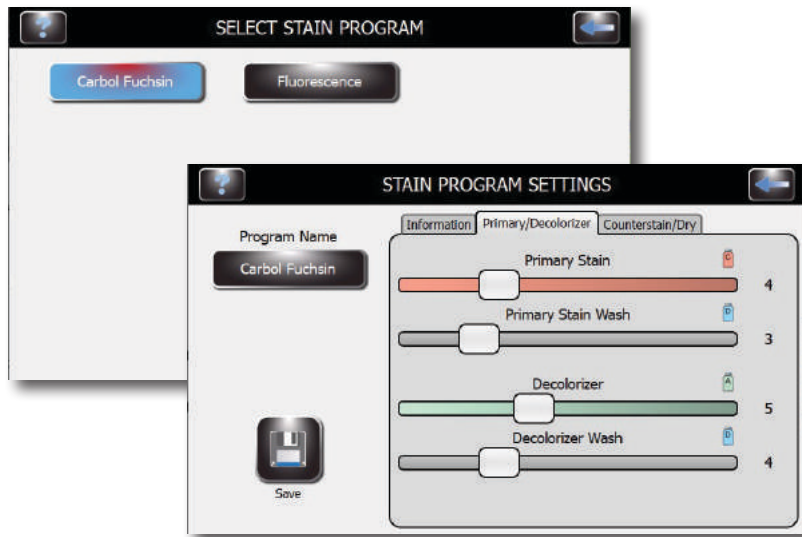 ?
SELECT STAIN PROGRAM
Carbol Fuchsin
Fluorescence
?
STAIN PROGRAM SETTINGS
Program Name
Carbol Fuchsin
Save
Information
Primary/Decolorizer
Counterstain/Dry
Primary Stain
C
4
Primary Stain Wash
D
3
Decolorizer
A
5
Decolorizer Wash
D
4